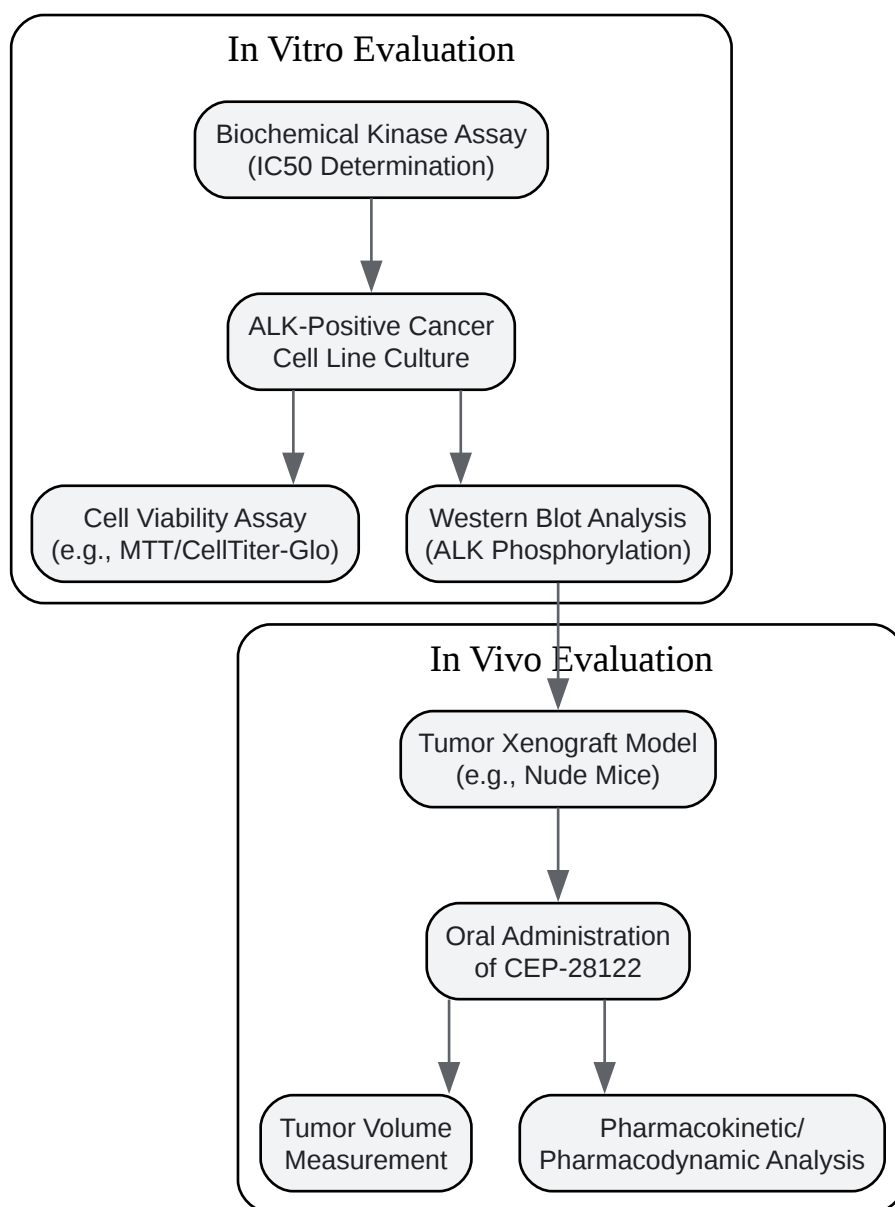 In Vitro Evaluation
Biochemical Kinase Assay
(IC50 Determination)
ALK-Positive Cancer
Cell Line Culture
Cell Viability Assay
(e.g., MTT/CellTiter-Glo)
Western Blot Analysis
(ALK Phosphorylation)
In Vivo Evaluation
Tumor Xenograft Model
(e.g., Nude Mice)
Oral Administration
of CEP-28122
Tumor Volume
Measurement
Pharmacokinetic/
Pharmacodynamic Analysis